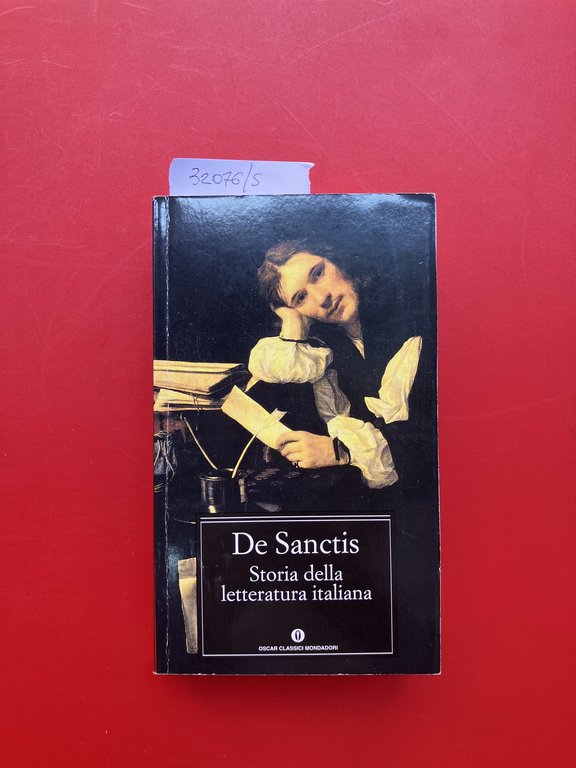 32076/s
De Sanctis
Storia della
letteratura italiana
OSCAR CLASSICI MONDADORI